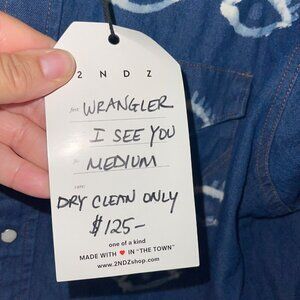 2NDZ
WRANGLER
I SEE YOU
MEDIUM
care:
DRY CLEAN ONLY
$125-
one of a kind
MADE WITH ♥ IN "THE TOWN"
www.2NDZshop.com